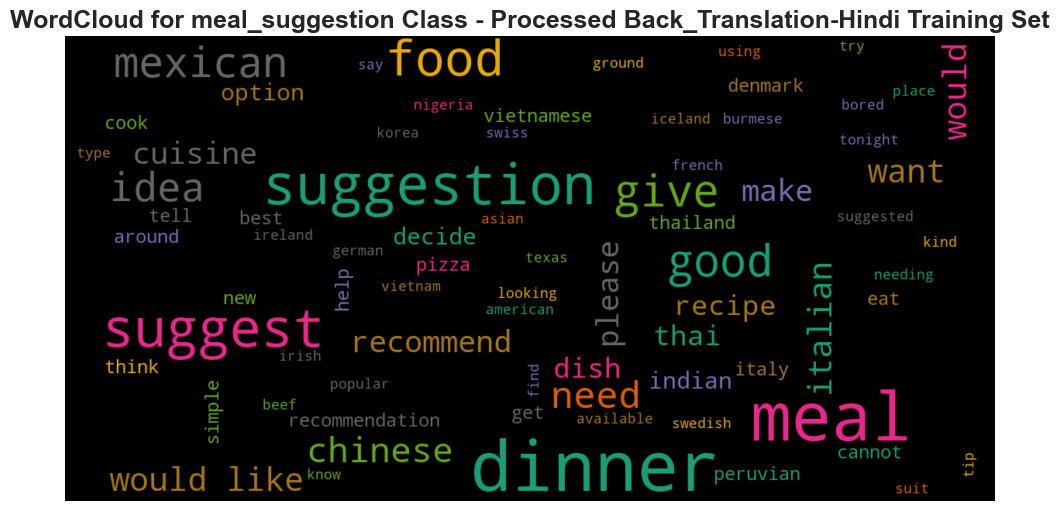 WordCloud for meal_suggestion Class - Processed Back_Translation-Hindi Training Set
mexican
say
food
ground
using
try
would
option
nigeria
denmark
bored
place
cook
korea
vietnamese
swiss
iceland
burmese
tonight
type
cuisine
idea
suggestion
french
give
make
want
tell
best
asian
thailand
suggested
around
ireland
decide
german
pizza
texas
please
good
kind
help
vietnam
looking
american
needing
new
recipe
italian
eat
suggest
irish
recommend
thai
think
popular
find
dish
indian
italy
simple
beef
recommendation
get
need
available
swedish
meal
chinese
know
would like
dinner
peruvian
cannot
tip
suit